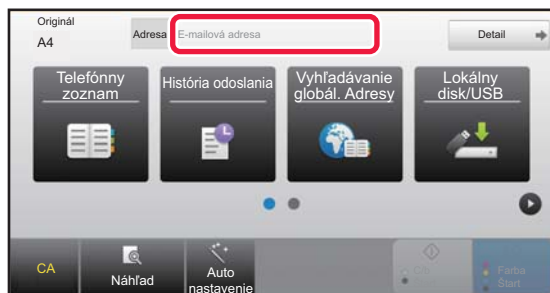 Originál
A4
Adresa
E-mailová adresa
Detail
Telefónny
zoznam
História odoslania
Vyhľadávanie
globál. Adresy
Lokálny
disk/USB
CA
Náhľad
Auto
nastavenie
Farba
Štart